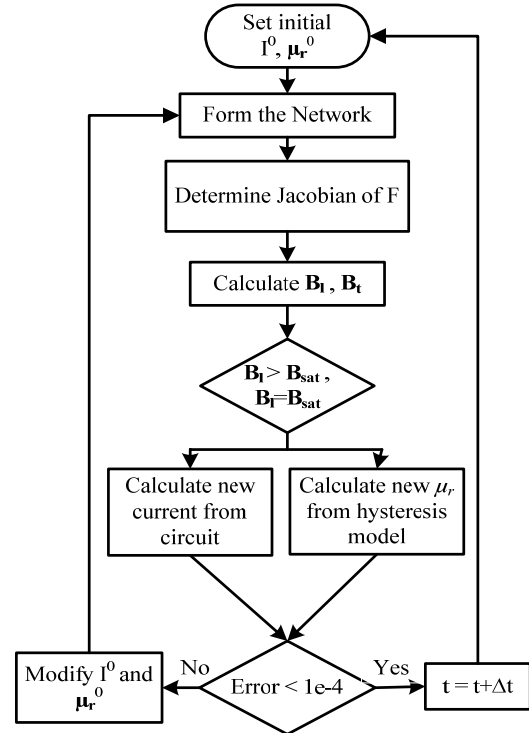 Set initial
I⁰, μᵣ⁰
Form the Network
Determine Jacobian of F
Calculate Bₗ , Bₜ
Bₗ > Bₛₐₜ ,
Bₗ=Bₛₐₜ
Calculate new
current from
circuit
Calculate new μᵣ
from hysteresis
model
Error < 1e-4
No
Yes
Modify I⁰ and
μᵣ⁰
t = t+Δt